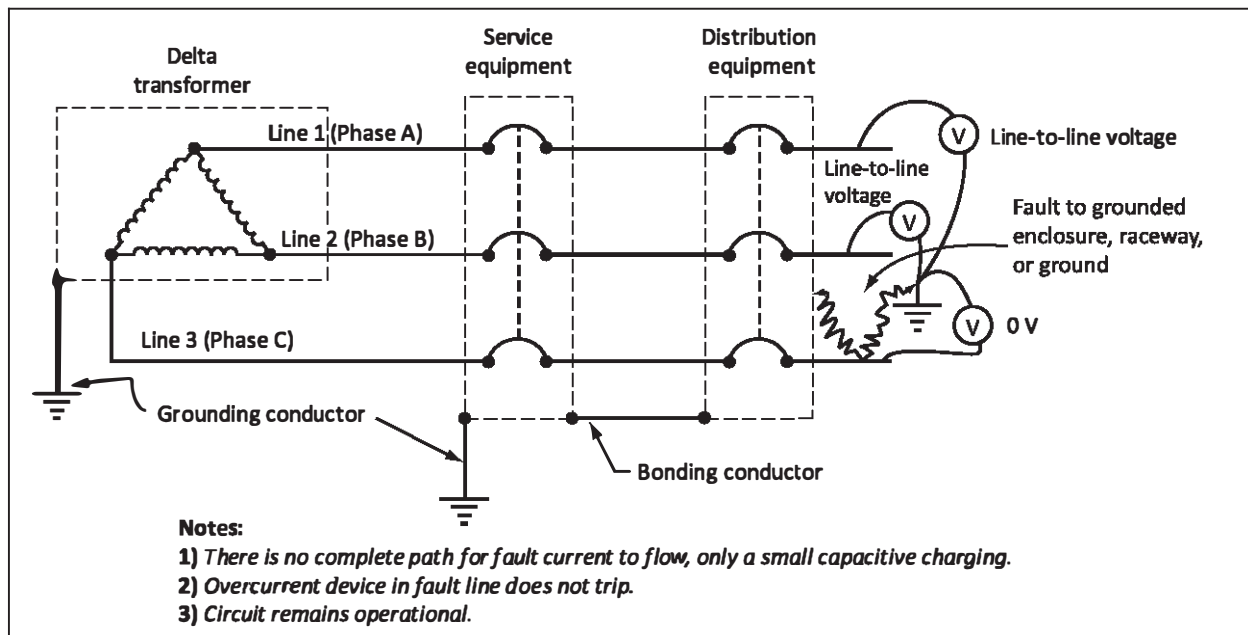 Delta
transformer
Service
equipment
Distribution
equipment
Line 1 (Phase A)
V
Line-to-line voltage
Line-to-line
voltage
V
Fault to grounded
enclosure, raceway,
or ground
Line 2 (Phase B)
V
0 V
Line 3 (Phase C)
Grounding conductor
Bonding conductor
Notes:
1) There is no complete path for fault current to flow, only a small capacitive charging.
2) Overcurrent device in fault line does not trip.
3) Circuit remains operational.